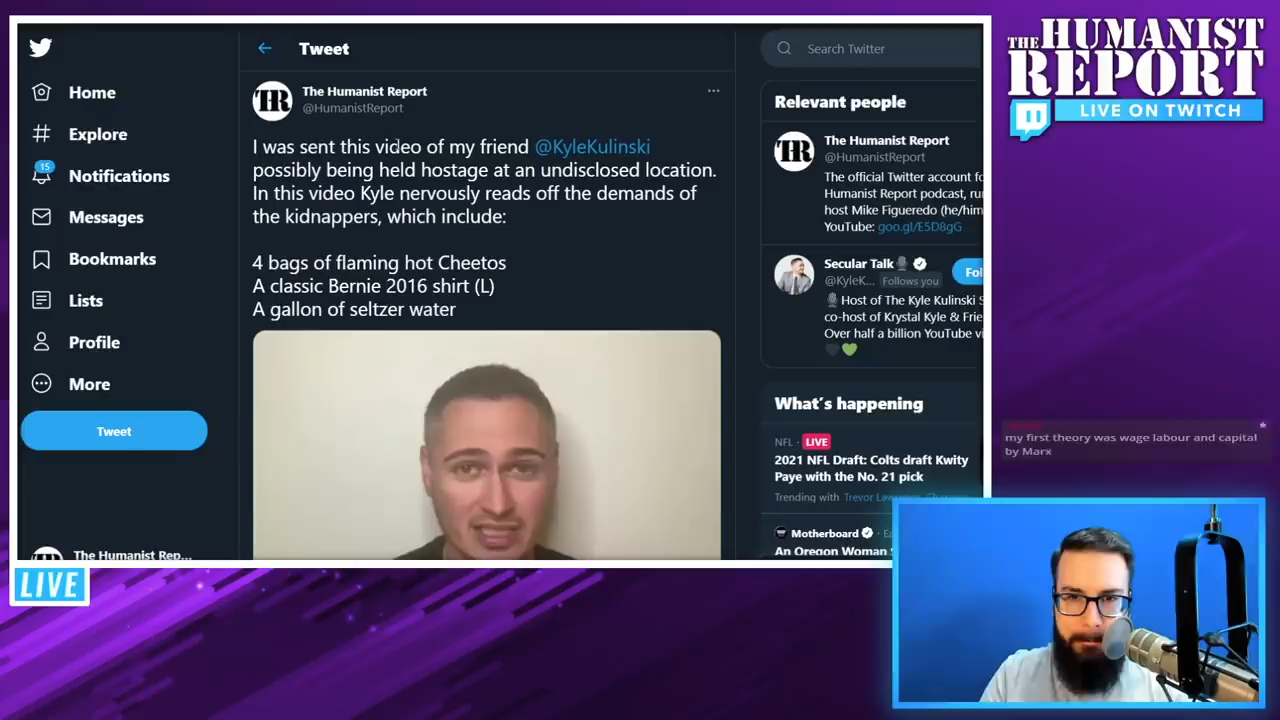 Home
Explore
15
Notifications
Messages
Bookmarks
Lists
Profile
More
Tweet
The Humanist Rep...
LIVE
Tweet
The Humanist Report
@HumanistReport
I was sent this video of my friend @KyleKulinski
possibly being held hostage at an undisclosed location.
In this video Kyle nervously reads off the demands of
the kidnappers, which include:
4 bags of flaming hot Cheetos
A classic Bernie 2016 shirt (L)
A gallon of seltzer water
Search Twitter
Relevant people
The Humanist Report
@HumanistReport
The official Twitter account fo
Humanist Report podcast, ru
host Mike Figueredo (he/him
YouTube: goo.gl/E5D8gG
Secular Talk
@KyleK... Follows you
Fol
Host of The Kyle Kulinski S
co-host of Krystal Kyle & Frie
Over half a billion YouTube vi
What's happening
NFL · LIVE
2021 NFL Draft: Colts draft Kwity
Paye with the No. 21 pick
Trending with Trevor
Motherboard
An Oregon Woman
THE HUMANIST
REPORT
LIVE ON TWITCH
my first theory was wage labour and capital
by Marx